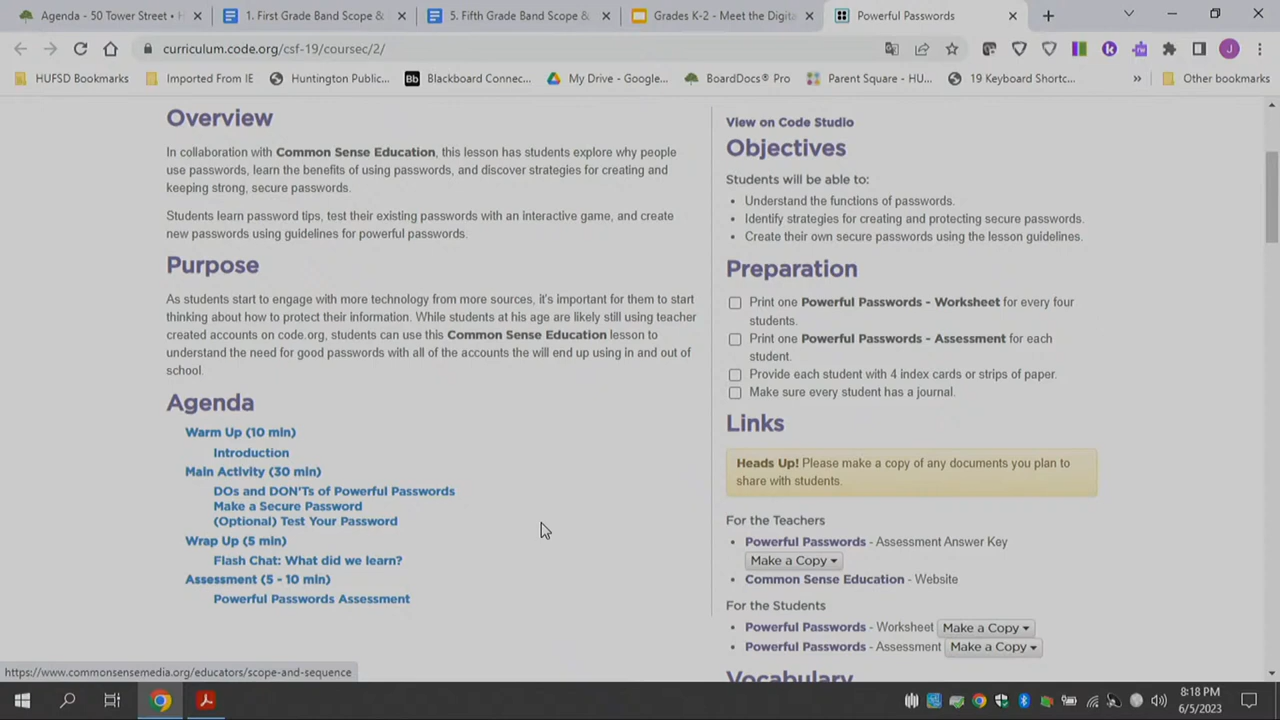 Agenda - 50 Tower Street • H
1. First Grade Band Scope &
5. Fifth Grade Band Scope &
Grades K-2 - Meet the Digita
Powerful Passwords
curriculum.code.org/csf-19/coursec/2/
HUFSD Bookmarks
Imported From IE
Huntington Public...
Bb Blackboard Connec...
My Drive - Google...
BoardDocs® Pro
Parent Square - HU...
19 Keyboard Shortc...
»
Other bookmarks
Overview
In collaboration with Common Sense Education, this lesson has students explore why people
use passwords, learn the benefits of using passwords, and discover strategies for creating and
keeping strong, secure passwords.
Students learn password tips, test their existing passwords with an interactive game, and create
new passwords using guidelines for powerful passwords.
Purpose
As students start to engage with more technology from more sources, it's important for them to start
thinking about how to protect their information. While students at his age are likely still using teacher
created accounts on code.org, students can use this Common Sense Education lesson to
understand the need for good passwords with all of the accounts the will end up using in and out of
school.
Agenda
Warm Up (10 min)
Introduction
Main Activity (30 min)
DOs and DON'Ts of Powerful Passwords
Make a Secure Password
(Optional) Test Your Password
Wrap Up (5 min)
Flash Chat: What did we learn?
Assessment (5 - 10 min)
Powerful Passwords Assessment
View on Code Studio
Objectives
Students will be able to:
• Understand the functions of passwords.
• Identify strategies for creating and protecting secure passwords.
• Create their own secure passwords using the lesson guidelines.
Preparation
Print one Powerful Passwords - Worksheet for every four
students.
Print one Powerful Passwords - Assessment for each
student.
Provide each student with 4 index cards or strips of paper.
Make sure every student has a journal.
Links
Heads Up! Please make a copy of any documents you plan to
share with students.
For the Teachers
• Powerful Passwords - Assessment Answer Key
Make a Copy
• Common Sense Education - Website
For the Students
• Powerful Passwords - Worksheet Make a Copy
• Powerful Passwords - Assessment Make a Copy
Vocabulary
https://www.commonsensemedia.org/educators/scope-and-sequence
8:18 PM
6/5/2023